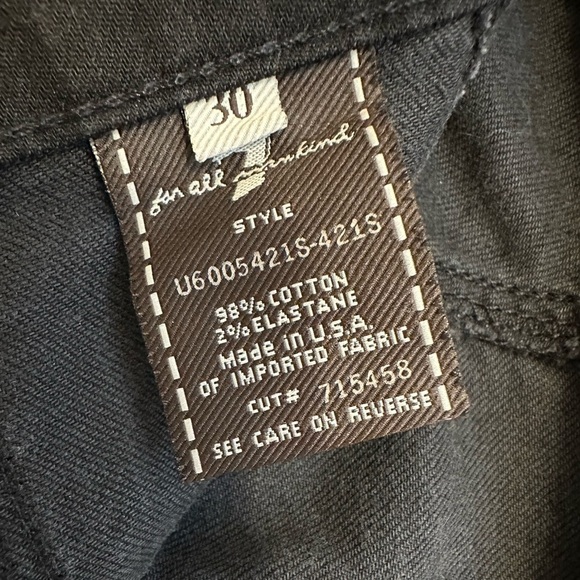 30
for all mankind
STYLE
U6005421S-421S
98% COTTON
2% ELASTANE
Made in U.S.A.
OF IMPORTED FABRIC
CUT# 715458
SEE CARE ON REVERSE